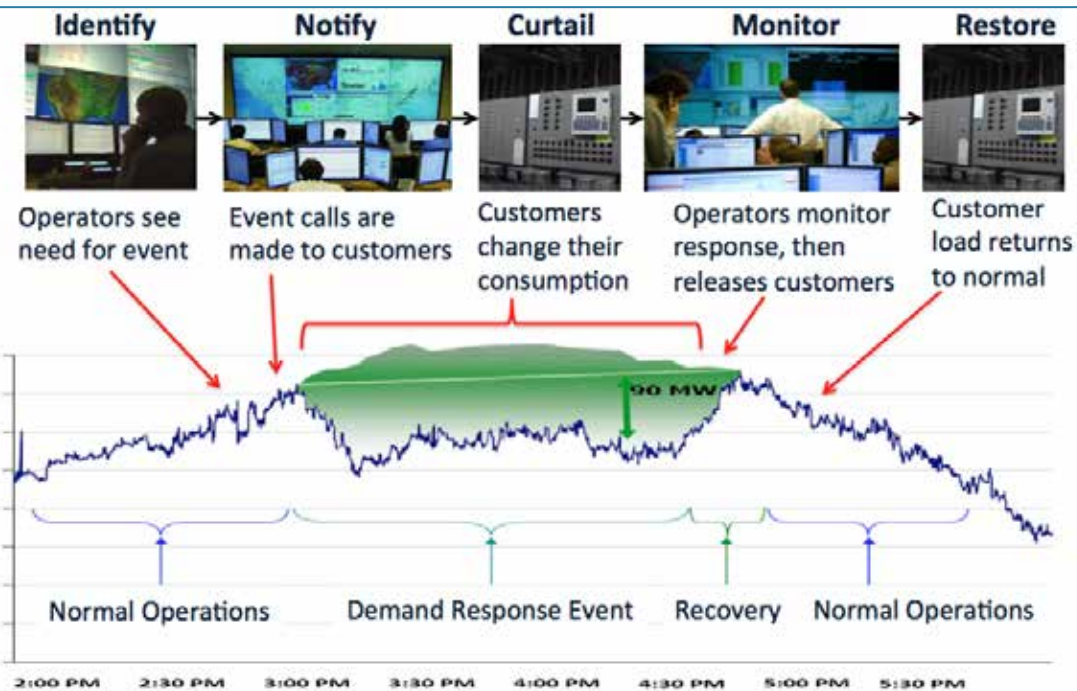 Identify
Notify
Curtail
Monitor
Restore
Operators see
need for event
Event calls are
made to customers
Customers
change their
consumption
Operators monitor
response, then
releases customers
Customer
load returns
to normal
90 MW
Normal Operations
Demand Response Event
Recovery
Normal Operations
2:00 PM
2:30 PM
3:00 PM
3:30 PM
4:00 PM
4:30 PM
5:00 PM
5:30 PM